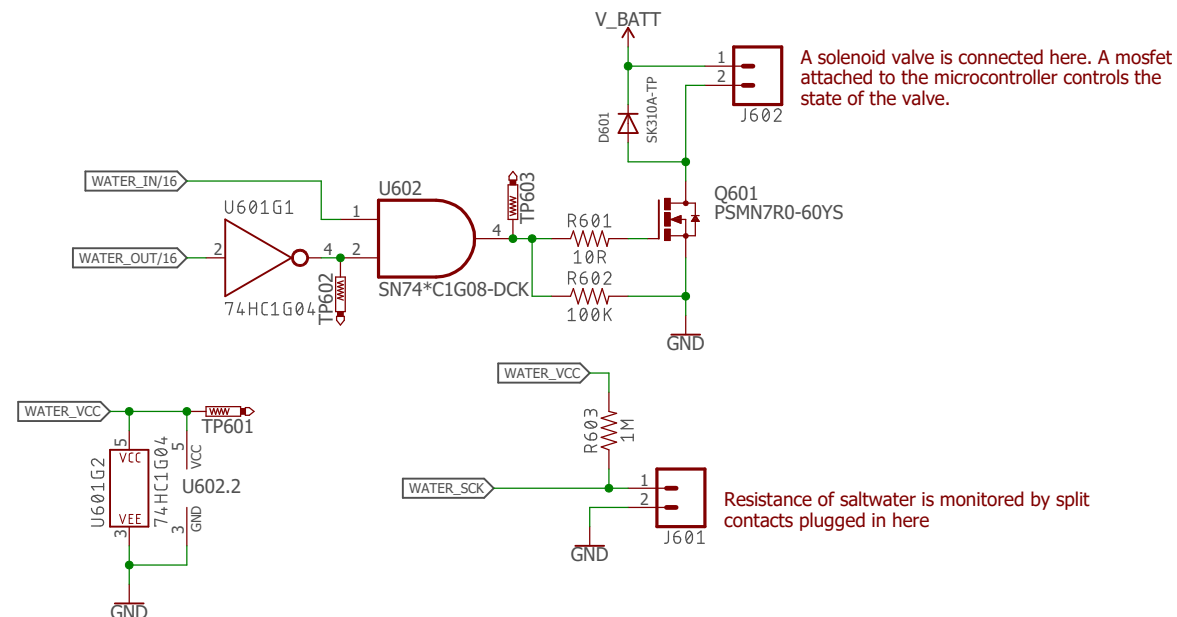 V_BATT
1
2
J602
A solenoid valve is connected here. A mosfet
attached to the microcontroller controls the
state of the valve.
D601
SK310A-TP
WATER_IN/16
U601G1
WATER_OUT/16
2
4
74HC1G04
TP602
U602
1
2
4
SN74*C1G08-DCK
TP603
R601
10R
R602
100K
Q601
PSMN7R0-60YS
GND
WATER_VCC
TP601
5
VCC
VEE
3
U601G2
74HC1G04
5
VCC
U602.2
3
GND
GND
WATER_VCC
R603
1M
WATER_SCK
1
2
J601
GND
Resistance of saltwater is monitored by split
contacts plugged in here